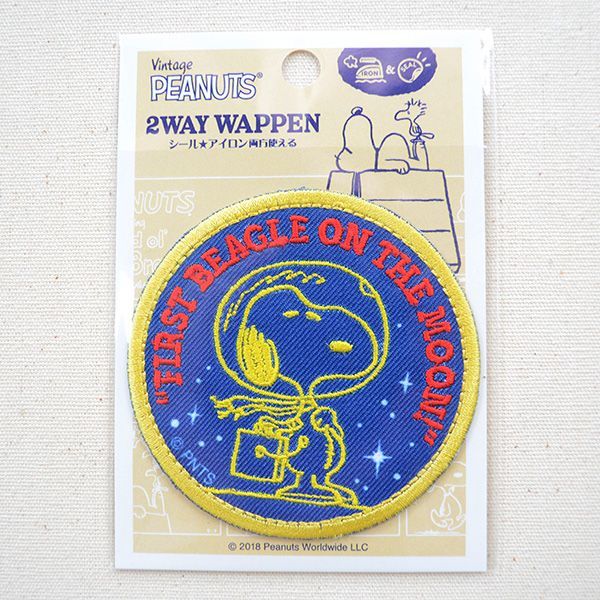 Vintage
PEANUTS®
IRON & SEAL
2WAY WAPPEN
シール★アイロン両方使える
"FIRST BEAGLE ON THE MOON!"
© PNTS
© 2018 Peanuts Worldwide LLC